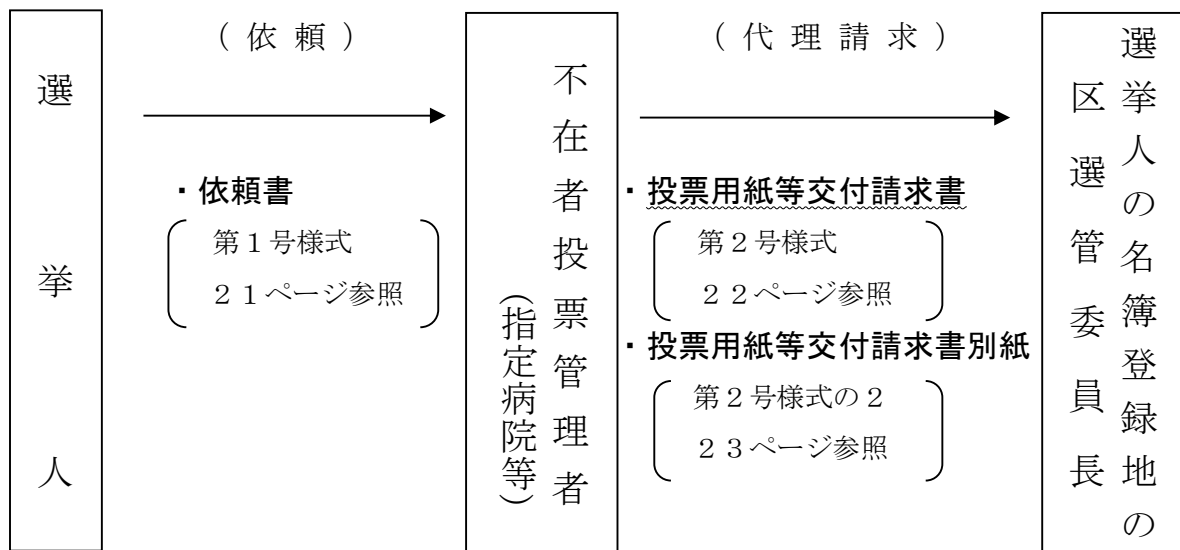 選挙人
（依頼）
・依頼書
第１号様式
２１ページ参照
不在者投票管理者
(指定病院等)
（代理請求）
・投票用紙等交付請求書
第２号様式
２２ページ参照
・投票用紙等交付請求書別紙
第２号様式の２
２３ページ参照
選挙人の名簿登録地の
区選管委員長